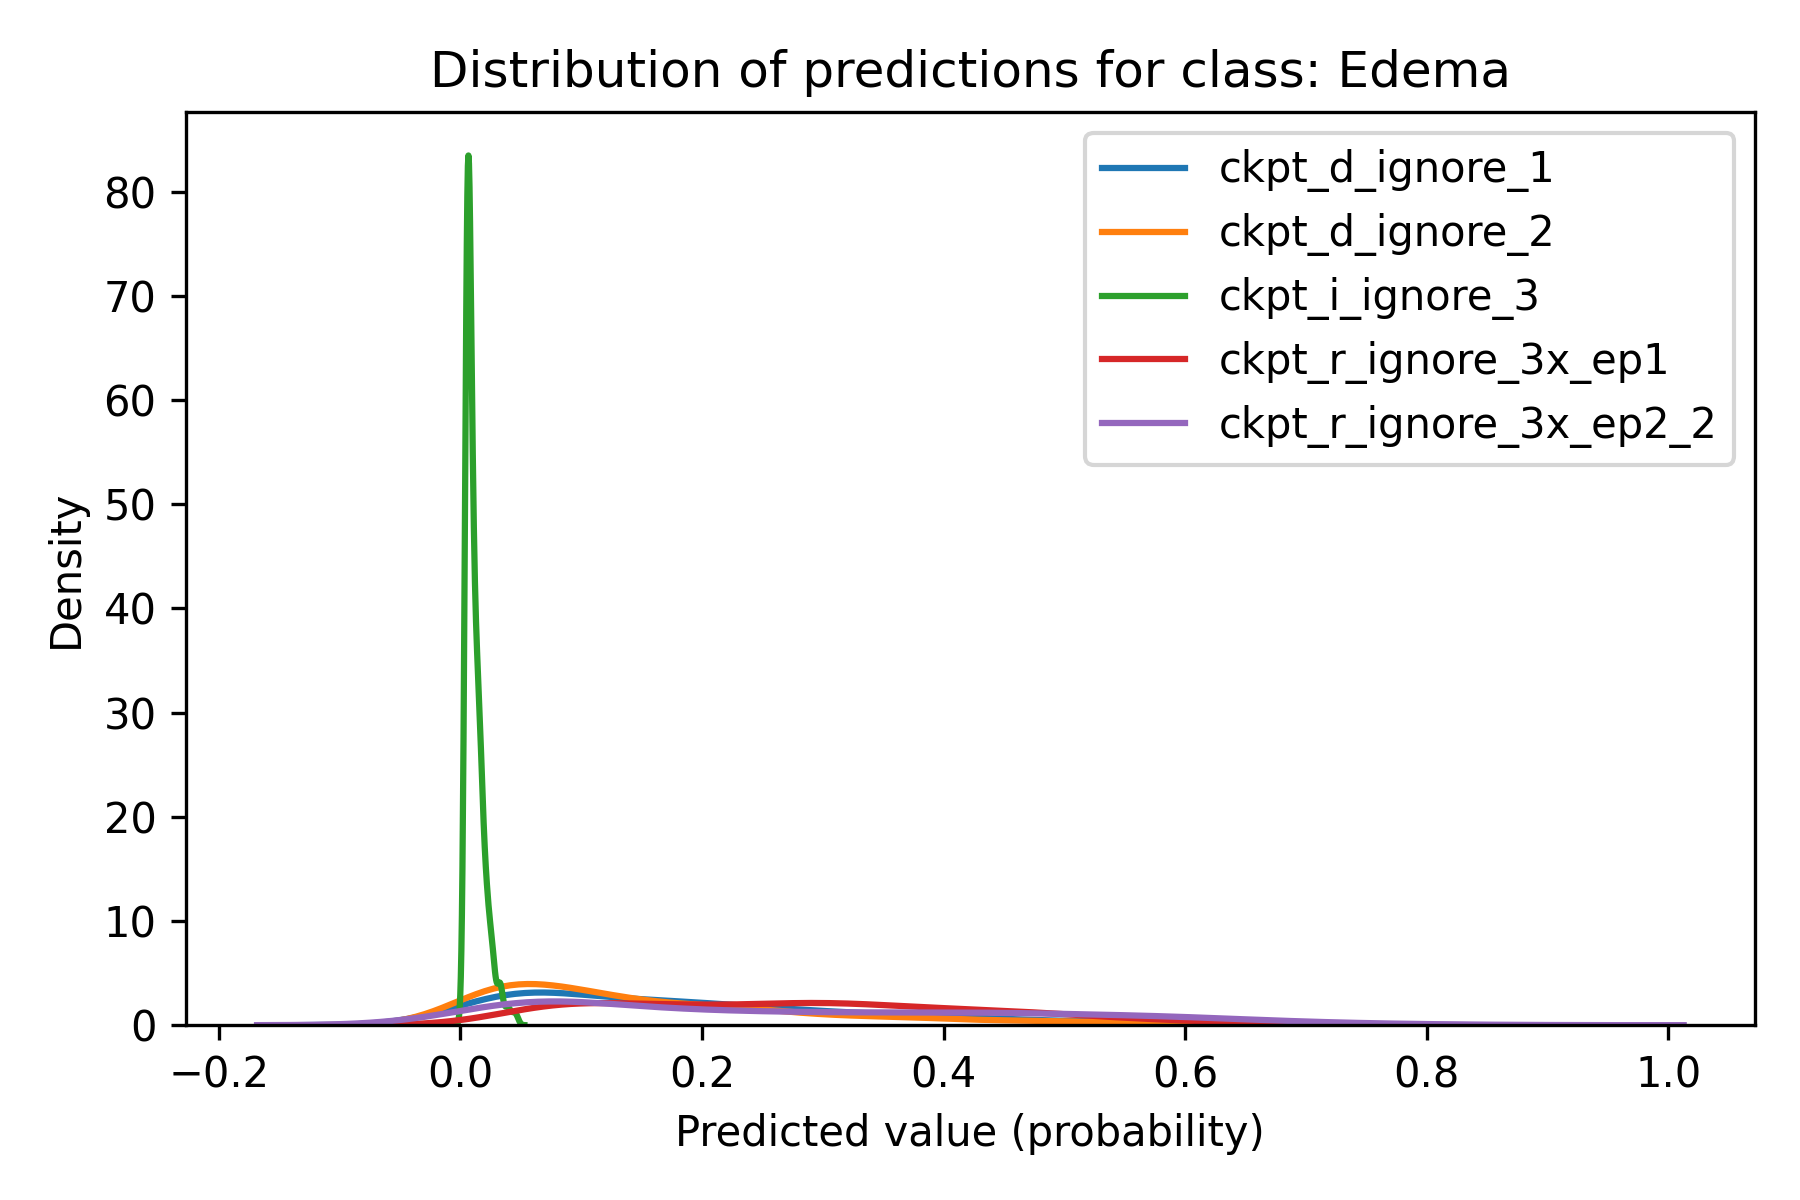 Distribution of predictions for class: Edema
ckpt_d_ignore_1
ckpt_d_ignore_2
ckpt_i_ignore_3
ckpt_r_ignore_3x_ep1
ckpt_r_ignore_3x_ep2_2
Density
80
70
60
50
40
30
20
10
0
−0.2 0.0 0.2 0.4 0.6 0.8 1.0
Predicted value (probability)